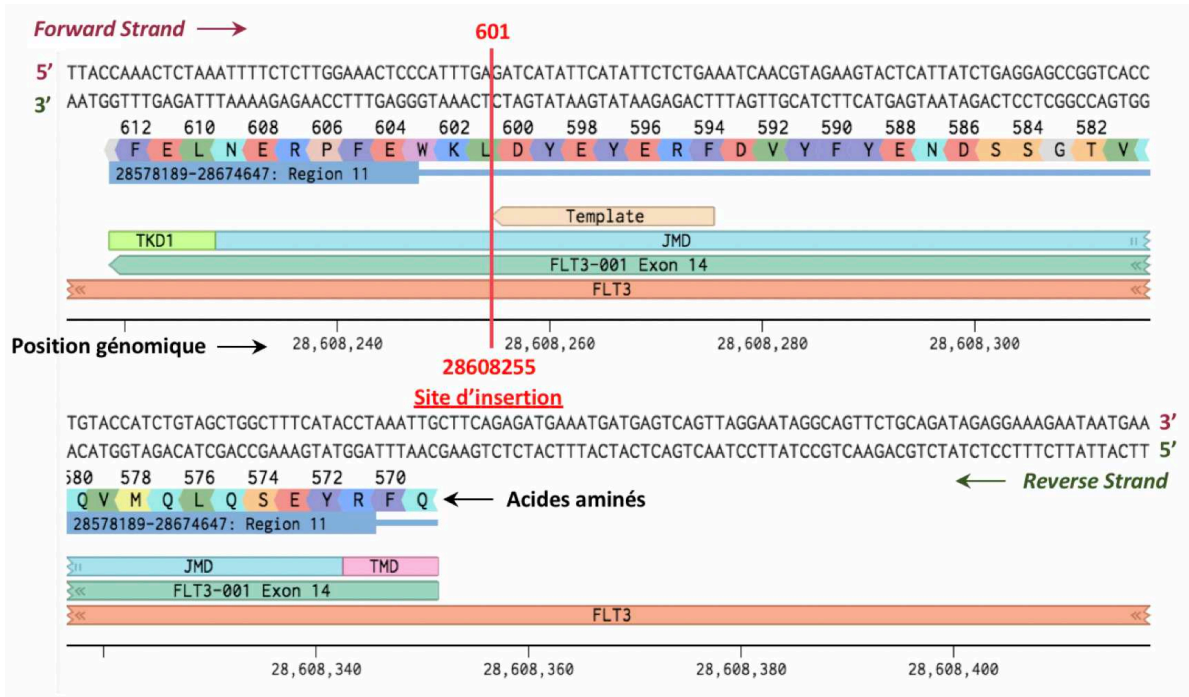 Forward Strand
601
5’ TTACCAAACTCTAAATTTTCTCTTGGAAACTCCCATTTGAGATCATATTCATATTCTCTGAAATCAACGTAGAAGTACTCATTATCTGAGGAGCCGGTCACC
3’ AATGGTTTGAGATTTAAAAGAGAACCTTTGAGGGTAAACTCTAGTATAAGTATAAGAGACTTTAGTTGCATCTTCATGAGTAATAGACTCCTCGGCCAGTGG
612 610 608 606 604 602 600 598 596 594 592 590 588 586 584 582
F E L N E R P F E W K L D Y E Y E R F D V Y F Y E N D S S G T V
28578189-28674647: Region 11
Template
TKD1 JMD
FLT3-001 Exon 14
FLT3
Position génomique 28,608,240 28,608,260 28,608,280 28,608,300
28608255
Site d’insertion
TGTACCATCTGTAGCTGGCTTTCATACCTAAATTGCTTCAGAGATGAAATGATGAGTCAGTTAGGAATAGGCAGTTCTGCAGATAGAGGAAAGAATAATGAA 3’
ACATGGTAGACATCGACCGAAAGTATGGATTTAACGAAGTCTCTACTTTACTACTCAGTCAATCCTTATCCGTCAAGACGTCTATCTCCTTTCTTATTACTT 5’
580 578 576 574 572 570
Q V M Q L Q S E Y R F Q Acides aminés
Reverse Strand
28578189-28674647: Region 11
JMD TMD
FLT3-001 Exon 14
FLT3
28,608,340 28,608,360 28,608,380 28,608,400